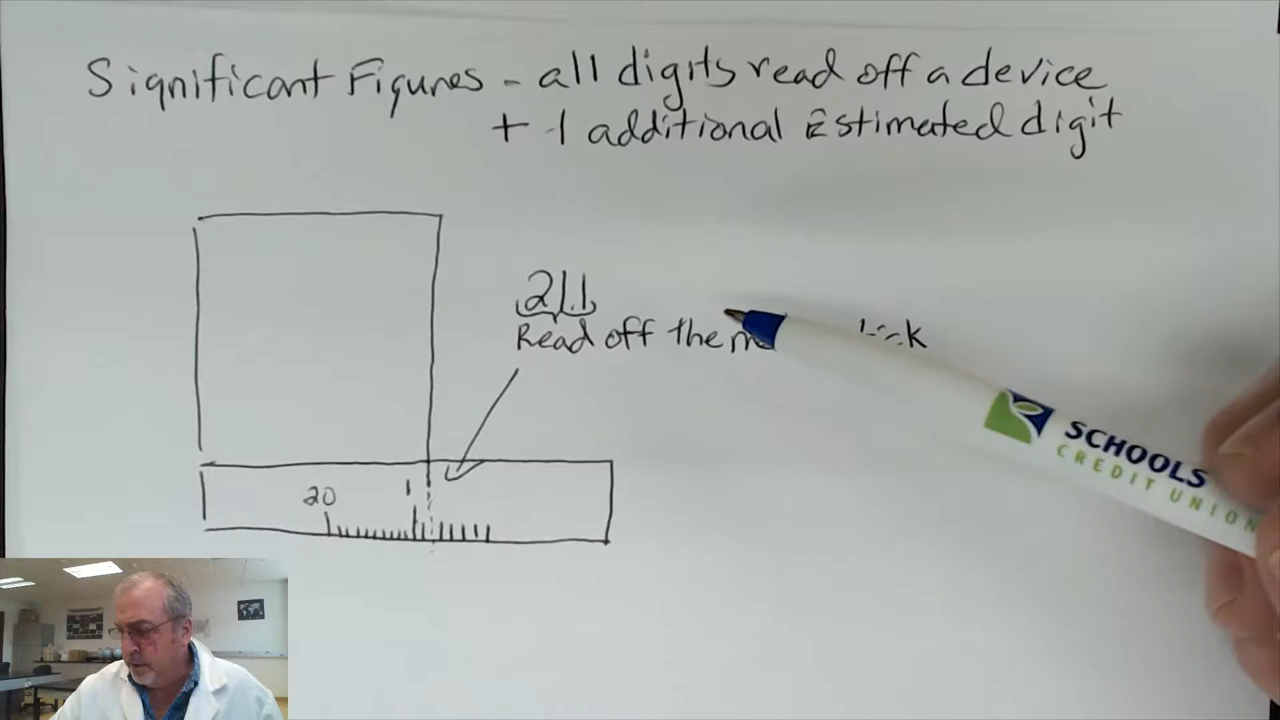 Significant Figures - all digits read off a device
+ 1 additional Estimated digit
21.1
Read off the
20
1
SCHOOLS
CREDIT UNION